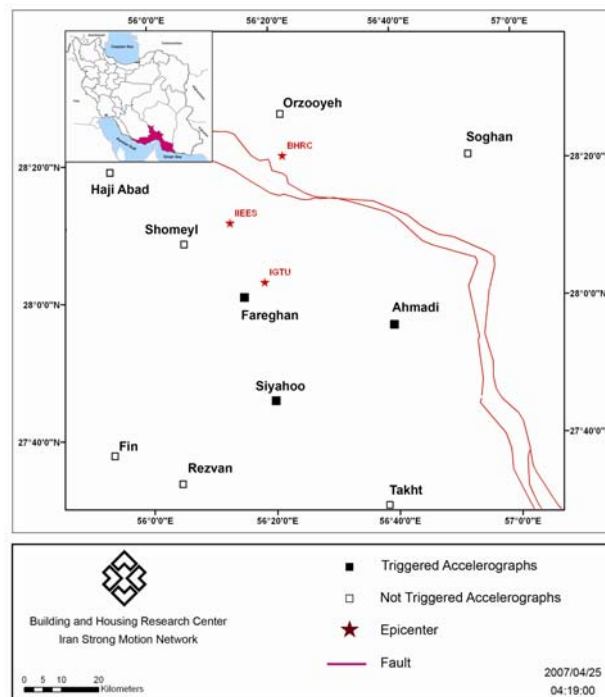 56°0'0"E 56°20'0"E 56°40'0"E 57°0'0"E
Orzooyeh
BHRC
Soghan
28°20'0"N 28°20'0"N
Haji Abad
IIEES
Shomeyl
IGTU
28°0'0"N 28°0'0"N
Fareghan
Ahmadi
Siyahoo
27°40'0"N 27°40'0"N
Fin
Rezvan
Takht
56°0'0"E 56°20'0"E 56°40'0"E 57°0'0"E
Building and Housing Research Center
Iran Strong Motion Network
0 5 10 20
Kilometers
Triggered Accelerographs
Not Triggered Accelerographs
Epicenter
Fault
2007/04/25
04:19:00